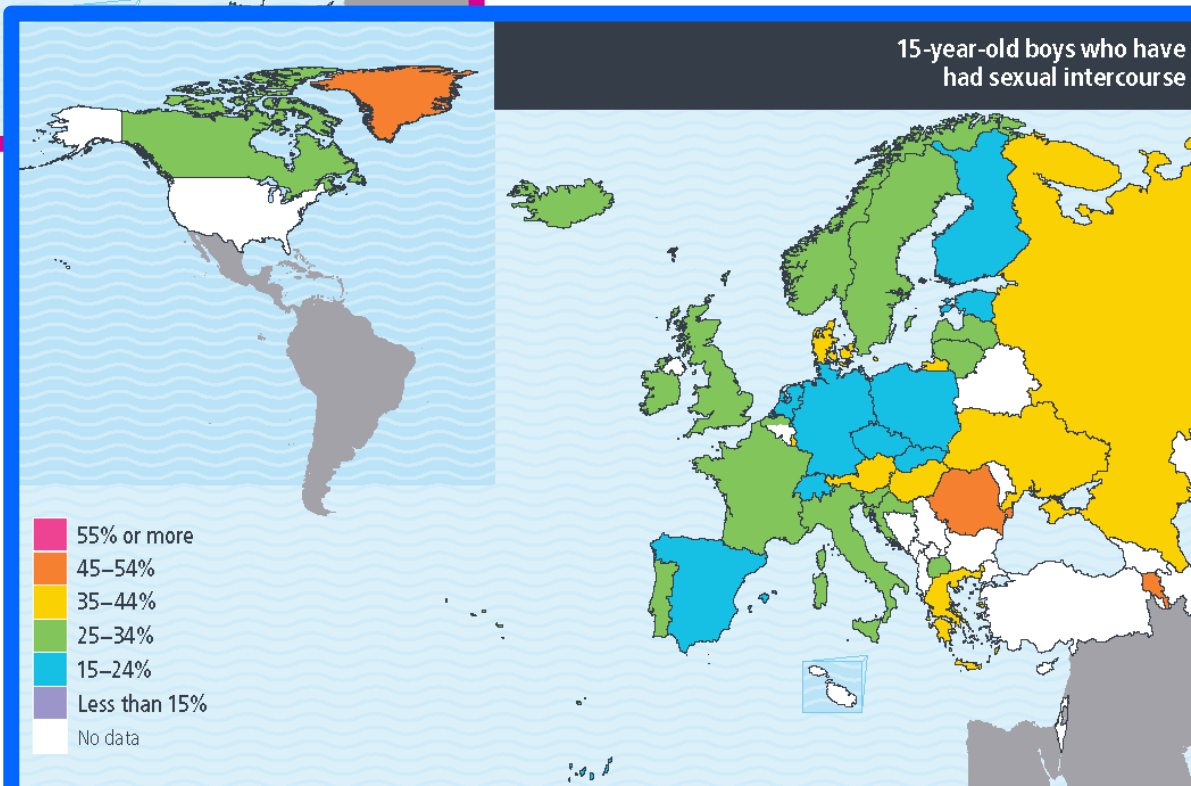 15-year-old boys who have
had sexual intercourse
55% or more
45–54%
35–44%
25–34%
15–24%
Less than 15%
No data